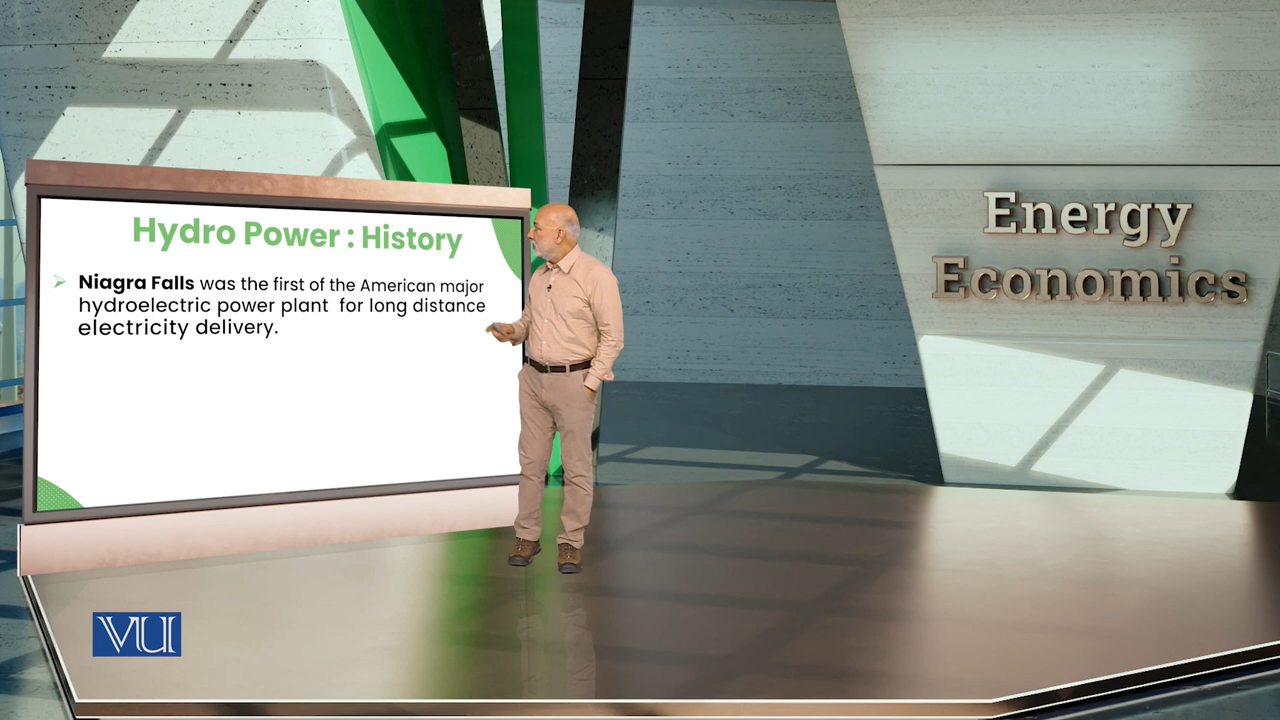 Hydro Power : History
Niagra Falls was the first of the American major
hydroelectric power plant for long distance
electricity delivery.
Energy
Economics
VU